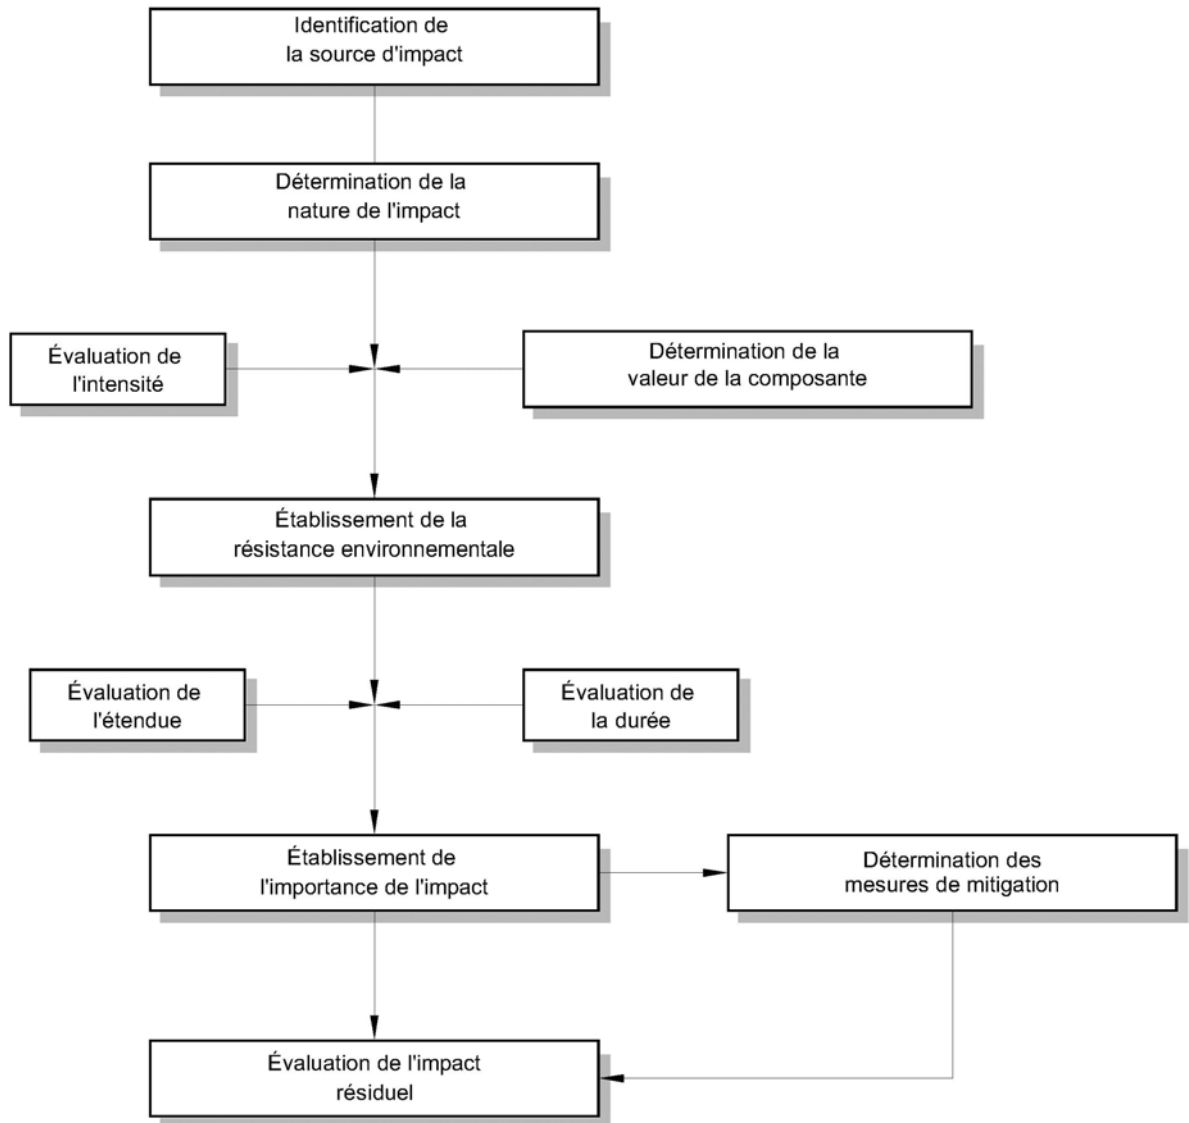 Identification de
la source d'impact
Détermination de la
nature de l'impact
Évaluation de
l'intensité
Détermination de la
valeur de la composante
Établissement de la
résistance environnementale
Évaluation de
l'étendue
Évaluation de
la durée
Établissement de
l'importance de l'impact
Détermination des
mesures de mitigation
Évaluation de l'impact
résiduel